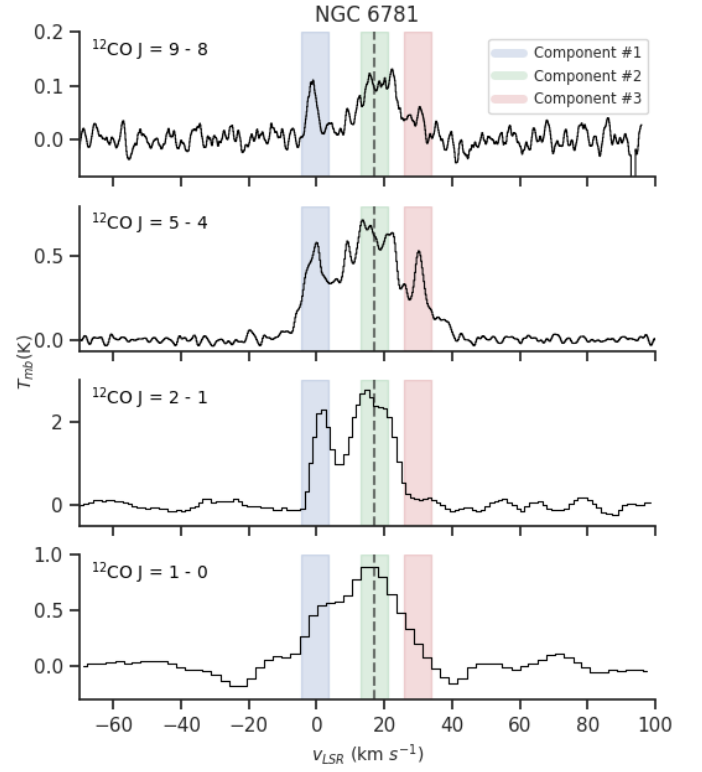 NGC 6781
¹²CO J = 9 - 8
Component #1
Component #2
Component #3
0.2
0.1
0.0
¹²CO J = 5 - 4
0.5
0.0
T_mb(K)
¹²CO J = 2 - 1
2
0
¹²CO J = 1 - 0
1.0
0.5
0.0
−60 −40 −20 0 20 40 60 80 100
v_LSR (km s⁻¹)